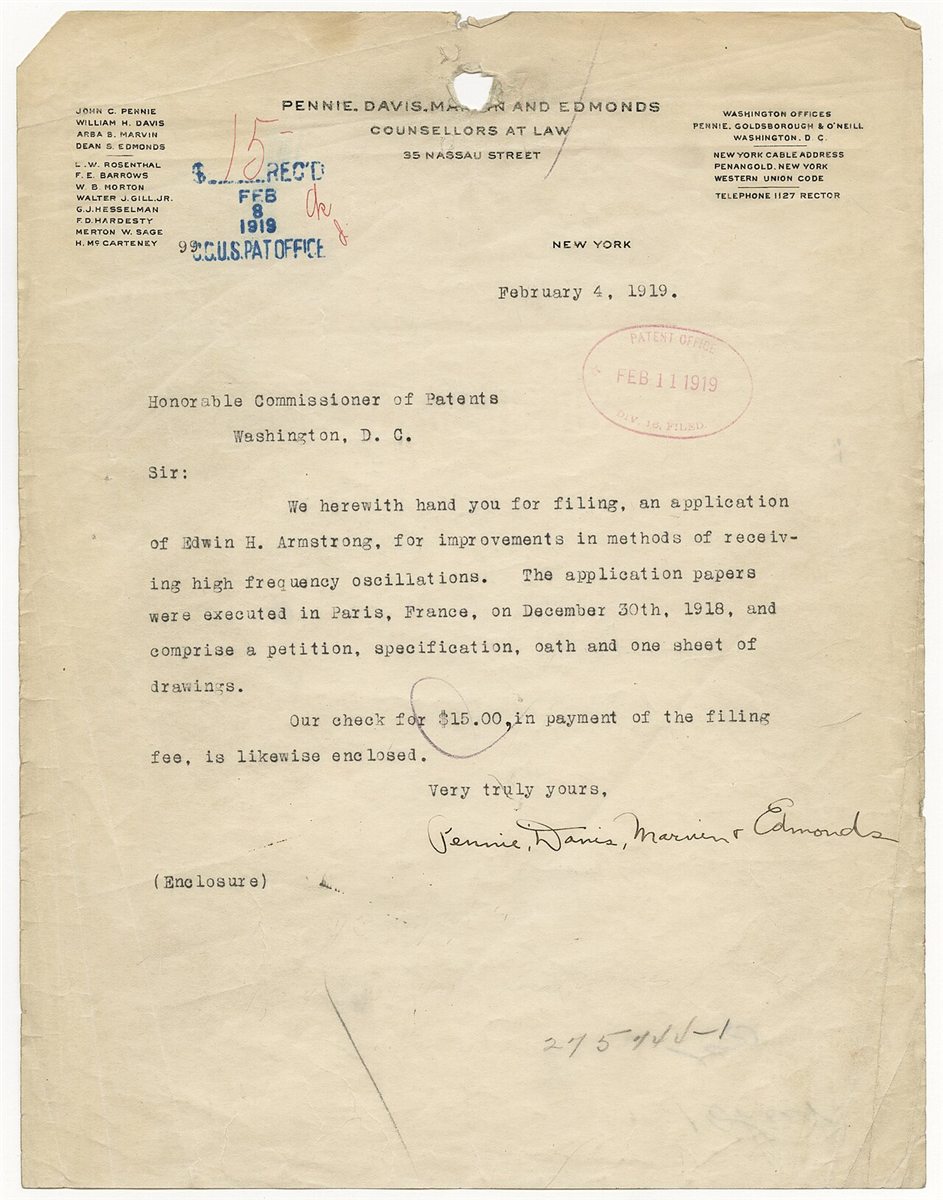 PENNIE, DAVIS, MARVIN AND EDMONDS
COUNSELLORS AT LAW
35 NASSAU STREET
NEW YORK
JOHN C. PENNIE
WILLIAM H. DAVIS
ARBA B. MARVIN
DEAN S. EDMONDS
L. W. ROSENTHAL
F. E. BARROWS
W. B. MORTON
WALTER J. GILL, JR.
G. J. HESSELMAN
F. D. HARDESTY
MERTON W. SAGE
H. McCARTENEY
WASHINGTON OFFICES
PENNIE, GOLDSBOROUGH & O'NEILL
WASHINGTON, D. C.
NEW YORK CABLE ADDRESS
PENANGOLD, NEW YORK
WESTERN UNION CODE
TELEPHONE 1127 RECTOR
15-
$ REC'D
FEB
8
1919
C.C.U.S. PAT OFFICE
ok
99
February 4, 1919.
PATENT OFFICE
FEB 11 1919
DIV. 16, FILED.
Honorable Commissioner of Patents
Washington, D. C.
Sir:
We herewith hand you for filing, an application
of Edwin H. Armstrong, for improvements in methods of receiv-
ing high frequency oscillations. The application papers
were executed in Paris, France, on December 30th, 1918, and
comprise a petition, specification, oath and one sheet of
drawings.
Our check for $15.00, in payment of the filing
fee, is likewise enclosed.
Very truly yours,
Pennie, Davis, Marvin & Edmonds
(Enclosure)